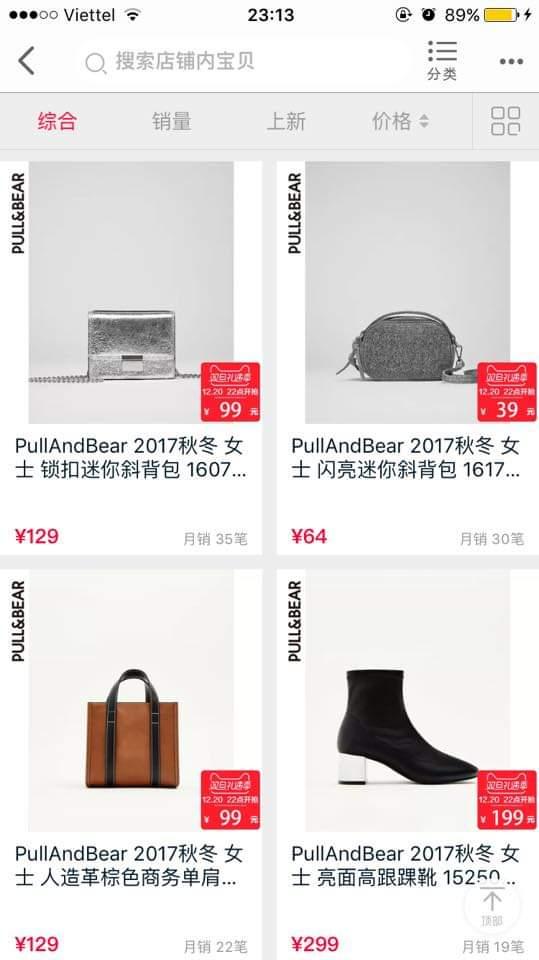 Viettel 23:13 89%
搜索店铺内宝贝
分类
综合 销量 上新 价格
PULL&BEAR
双旦礼遇季
12.20 22点开抢
¥ 99 元
PullAndBear 2017秋冬 女
士 锁扣迷你斜背包 1607...
¥129 月销 35笔
PULL&BEAR
双旦礼遇季
12.20 22点开抢
¥ 39 元
PullAndBear 2017秋冬 女
士 闪亮迷你斜背包 1617...
¥64 月销 30笔
PULL&BEAR
双旦礼遇季
12.20 22点开抢
¥ 99 元
PullAndBear 2017秋冬 女
士 人造革棕色商务单肩...
¥129 月销 22笔
PULL&BEAR
双旦礼遇季
12.20 22点开抢
¥ 199 元
PullAndBear 2017秋冬 女
士 亮面高跟踝靴 15250...
顶部
¥299 月销 19笔